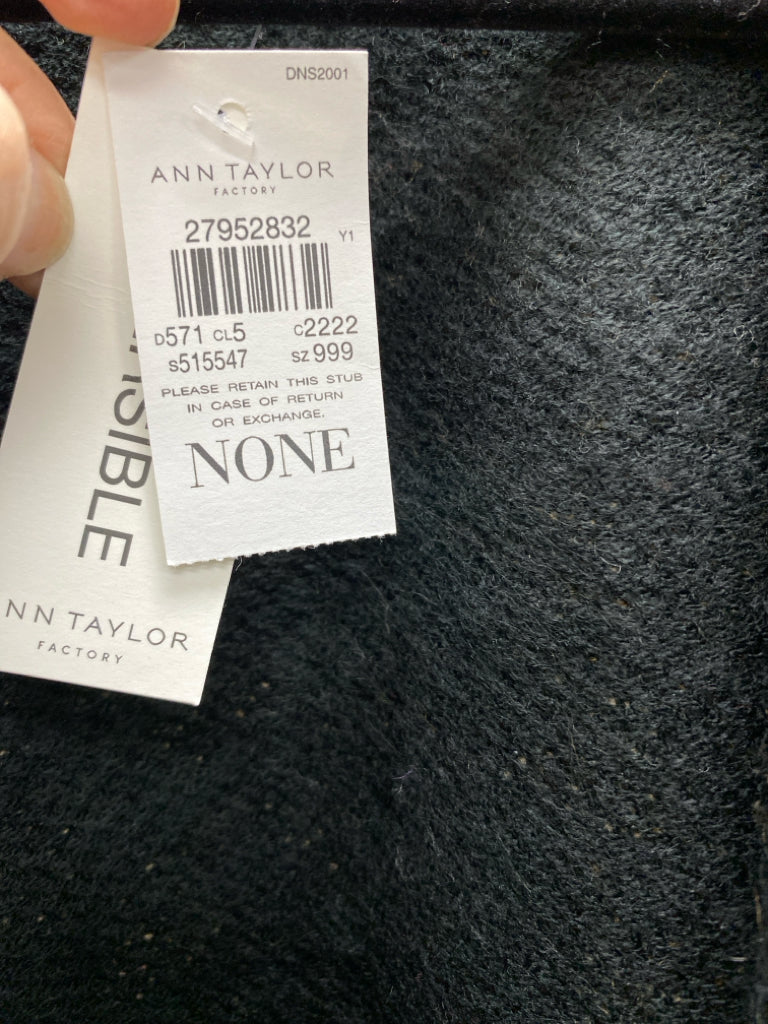 DNS2001
ANN TAYLOR
FACTORY
27952832
Y1
D571 CL5 C2222
S515547 SZ 999
PLEASE RETAIN THIS STUB
IN CASE OF RETURN
OR EXCHANGE.
NONE
NN TAYLOR
FACTORY